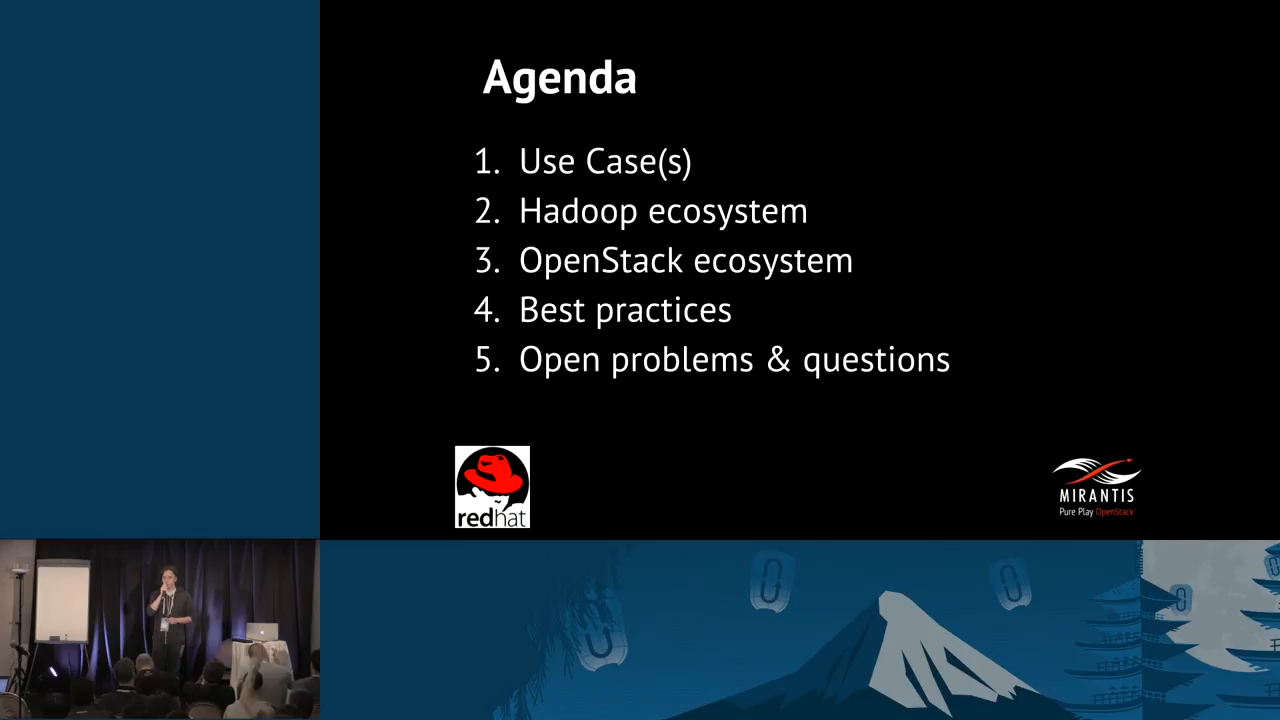 Agenda
1. Use Case(s)
2. Hadoop ecosystem
3. OpenStack ecosystem
4. Best practices
5. Open problems & questions
redhat
MIRANTIS
Pure Play OpenStack